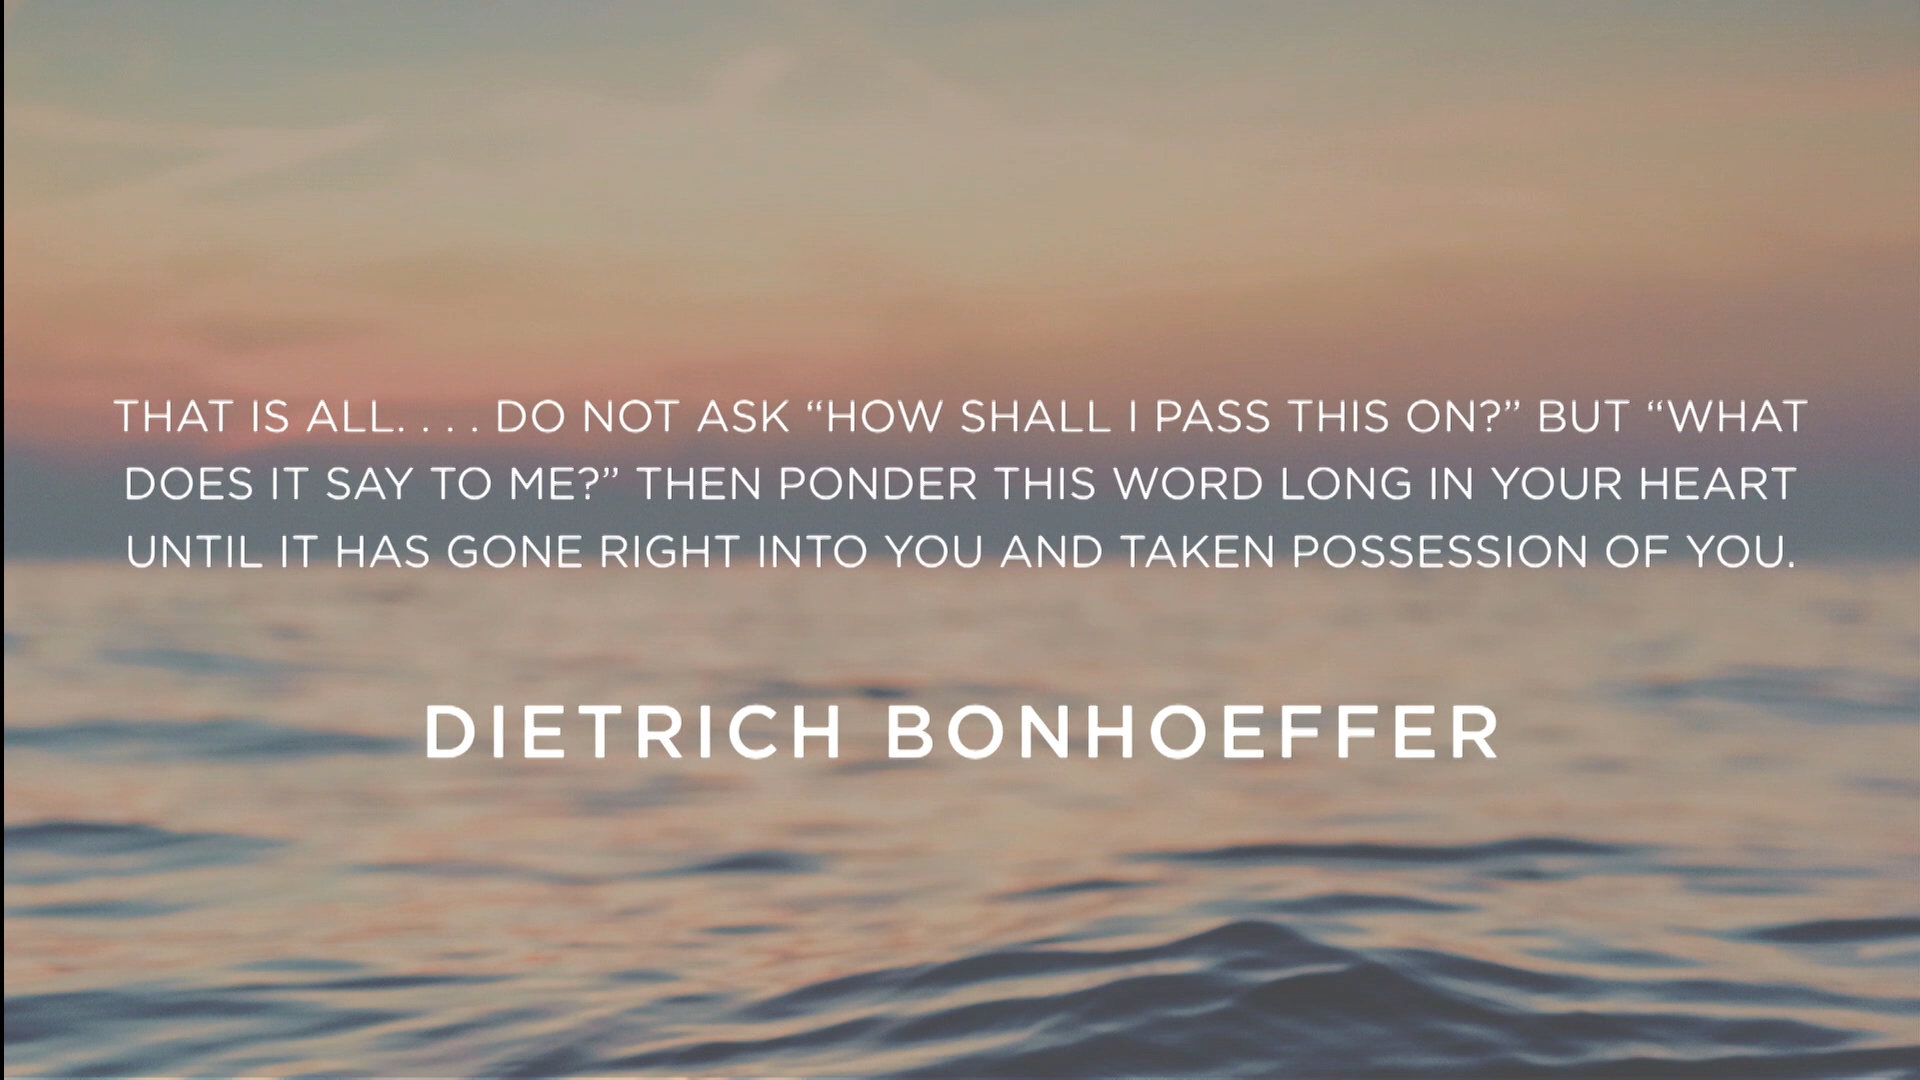 THAT IS ALL. . . . DO NOT ASK “HOW SHALL I PASS THIS ON?” BUT “WHAT
DOES IT SAY TO ME?” THEN PONDER THIS WORD LONG IN YOUR HEART
UNTIL IT HAS GONE RIGHT INTO YOU AND TAKEN POSSESSION OF YOU.
DIETRICH BONHOEFFER